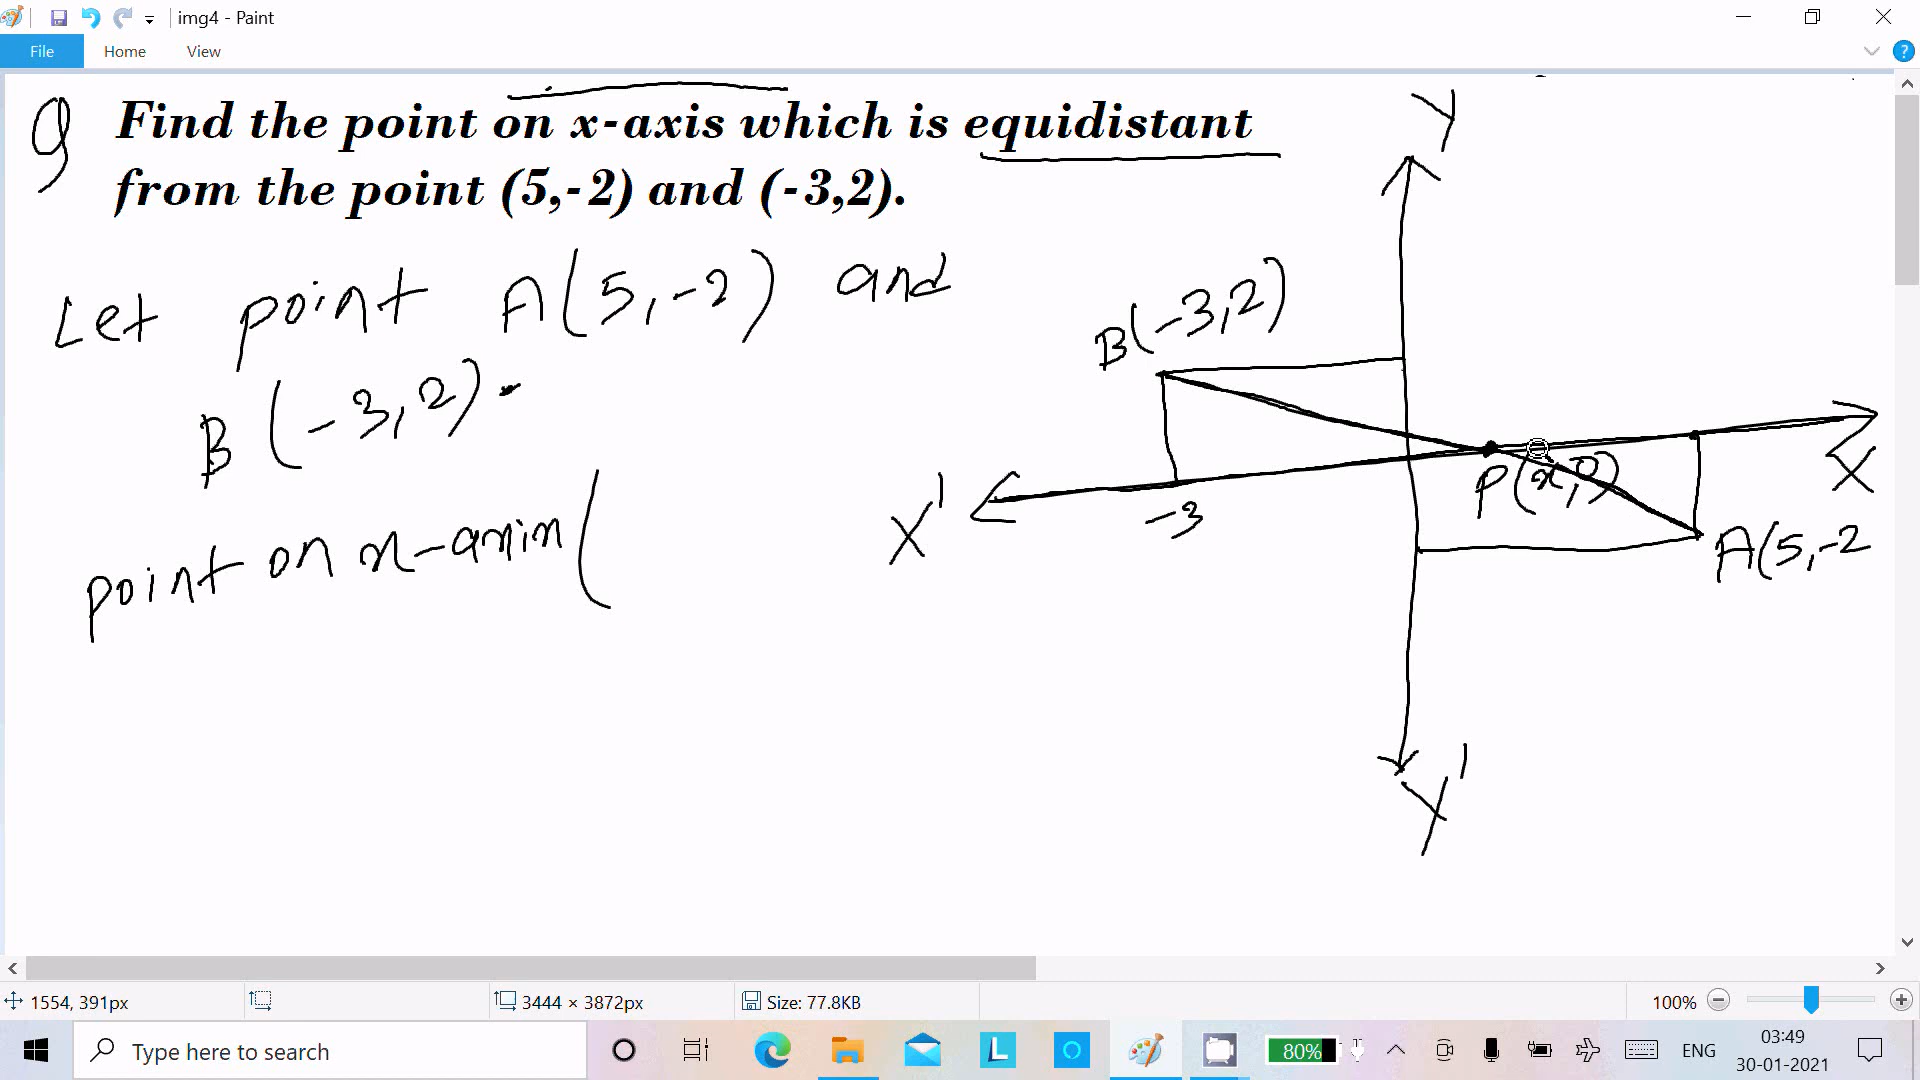 img4 - Paint
File Home View
Q Find the point on x-axis which is equidistant
from the point (5,-2) and (-3,2).
Let point A(5,-2) and
B(-3,2).
point on x-axis (
Y
B(-3,2)
X'
-3
P(x,0)
X
A(5,-2
Y'
1554, 391px
3444 × 3872px
Size: 77.8KB
100%
Type here to search
80%
ENG
03:49
30-01-2021